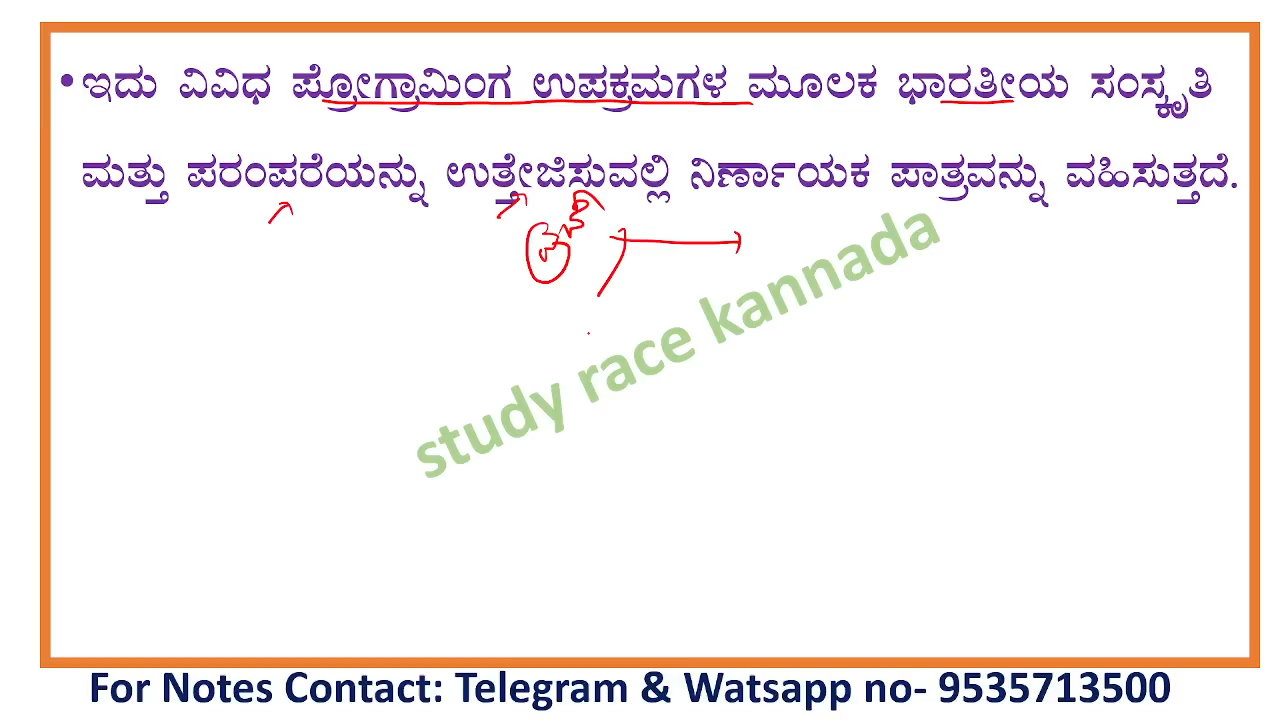 • ಇದು ವಿವಿಧ ಪ್ರೋಗ್ರಾಮಿಂಗ ಉಪಕ್ರಮಗಳ ಮೂಲಕ ಭಾರತೀಯ ಸಂಸ್ಕೃತಿ
ಮತ್ತು ಪರಂಪರೆಯನ್ನು ಉತ್ತೇಜಿಸುವಲ್ಲಿ ನಿರ್ಣಾಯಕ ಪಾತ್ರವನ್ನು ವಹಿಸುತ್ತದೆ.
study race kannada
For Notes Contact: Telegram & Watsapp no- 9535713500